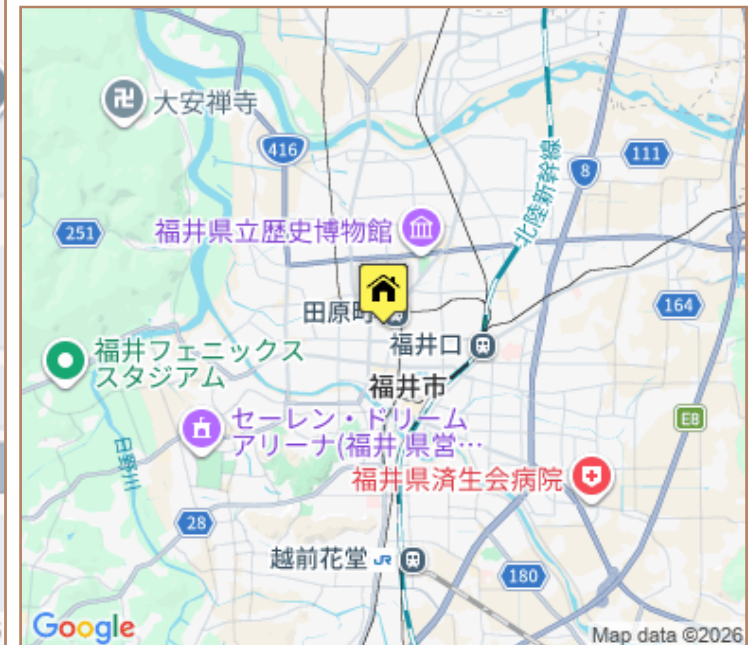 大安禅寺
416
111
8
北陸新幹線
251
福井県立歴史博物館
164
田原町
福井口
福井フェニックス
スタジアム
福井市
E8
セーレン・ドリーム
アリーナ(福井 県営…
日野川
福井県済生会病院
28
越前花堂 JR
180
Google
Map data ©2026